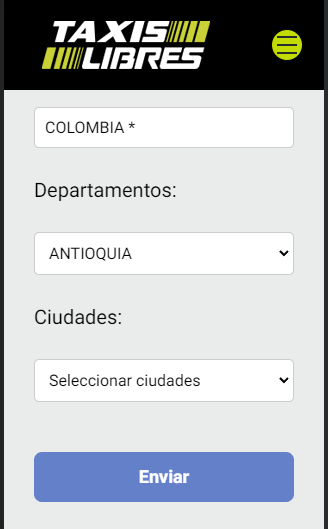 TAXIS
LIBRES
COLOMBIA *
Departamentos:
ANTIOQUIA
Ciudades:
Seleccionar ciudades
Enviar